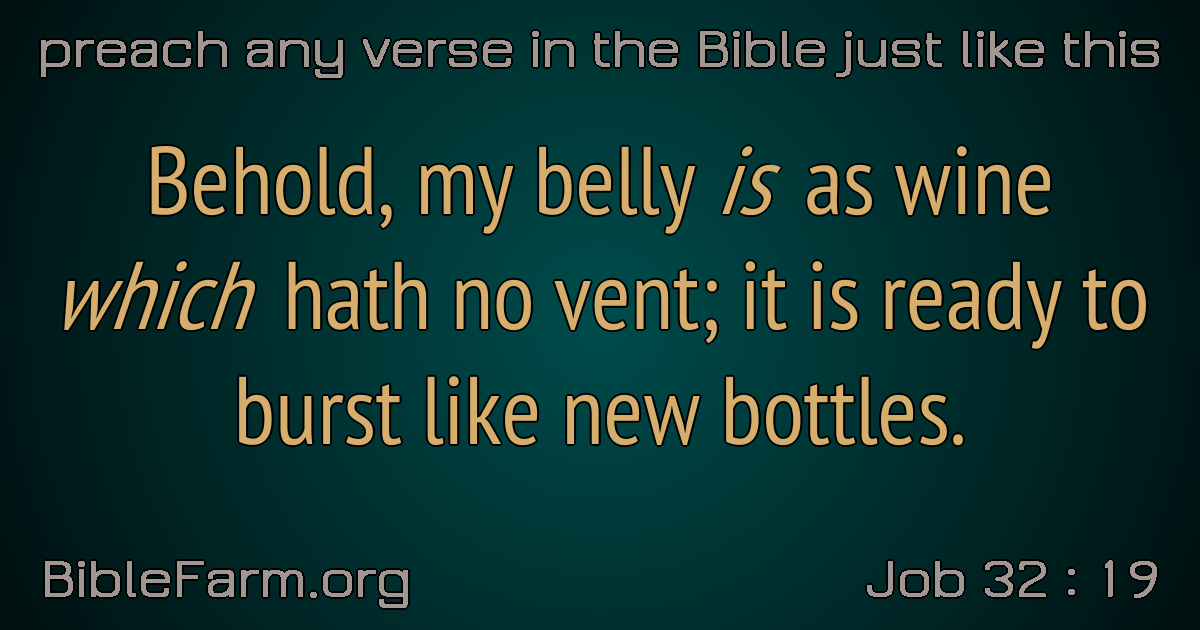 preach any verse in the Bible just like this
Behold, my belly is as wine
which hath no vent; it is ready to
burst like new bottles.
BibleFarm.org
Job 32 : 19